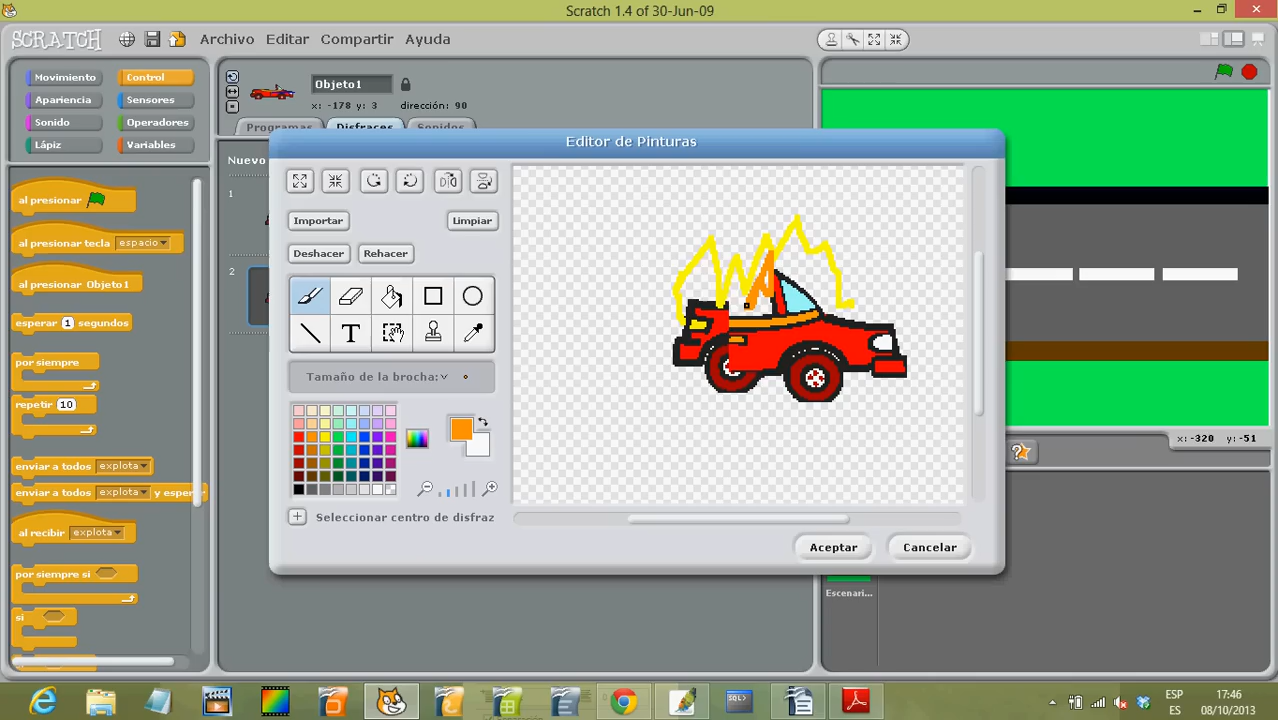 Scratch 1.4 of 30-Jun-09
SCRATCH
Archivo Editar Compartir Ayuda
Movimiento Control
Apariencia Sensores
Sonido Operadores
Lápiz Variables
Objeto1
x: -178 y: 3 dirección: 90
Programas Disfraces Sonidos
Nuevo
1
2
al presionar
al presionar tecla espacio
al presionar Objeto1
esperar 1 segundos
por siempre
repetir 10
enviar a todos explota
enviar a todos explota y esper
al recibir explota
por siempre si
si
Editor de Pinturas
Importar Limpiar
Deshacer Rehacer
T
Tamaño de la brocha:
Seleccionar centro de disfraz
Aceptar Cancelar
x: -320 y: -51
Escenari...
SQL
ESP
ES
17:46
08/10/2013